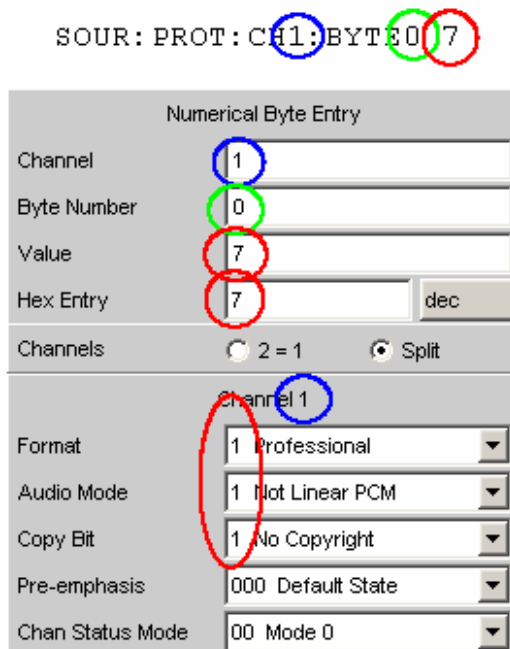 SOUR:PROT:CH1:BYTE0 7
Numerical Byte Entry
Channel 1
Byte Number 0
Value 7
Hex Entry 7 dec
Channels 2 = 1 Split
Channel 1
Format 1 Professional
Audio Mode 1 Not Linear PCM
Copy Bit 1 No Copyright
Pre-emphasis 000 Default State
Chan Status Mode 00 Mode 0